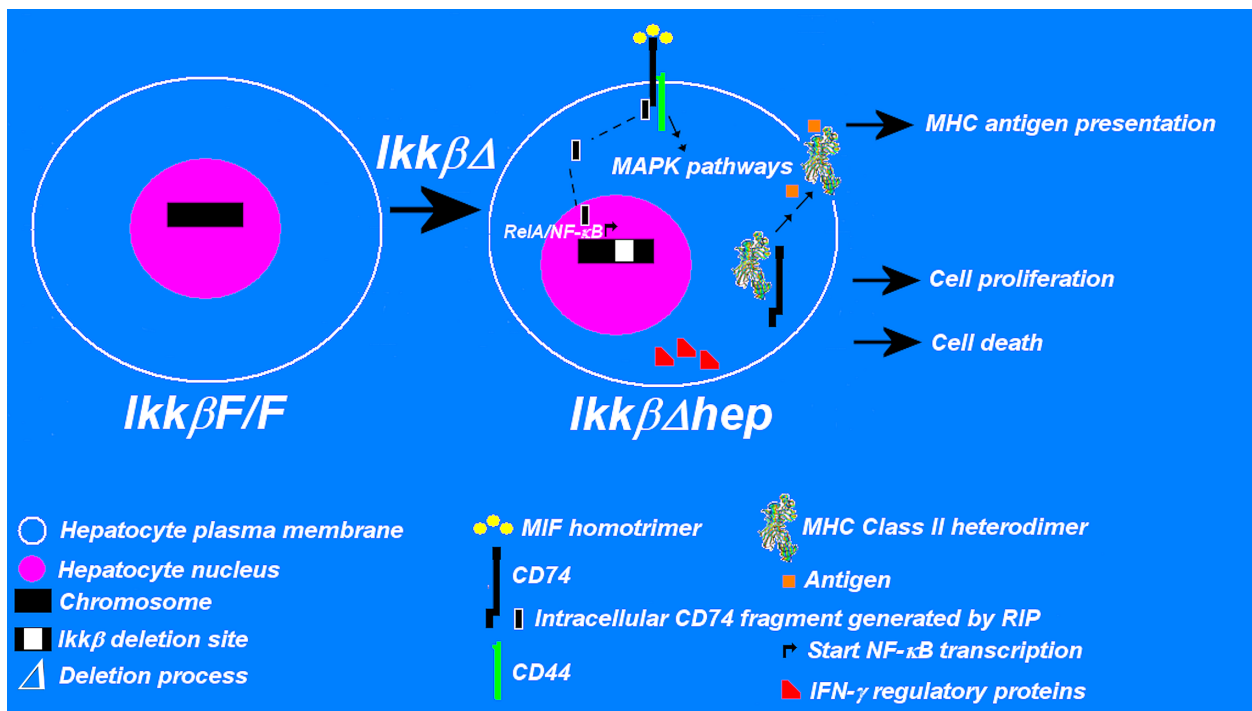 IkkβΔ
MHC antigen presentation
MAPK pathways
RelA/NF-κB
Cell proliferation
Cell death
IkkβF/F
IkkβΔhep
Hepatocyte plasma membrane
Hepatocyte nucleus
Chromosome
Ikkβ deletion site
Δ Deletion process
MIF homotrimer
CD74
Intracellular CD74 fragment generated by RIP
CD44
MHC Class II heterodimer
Antigen
Start NF-κB transcription
IFN-γ regulatory proteins